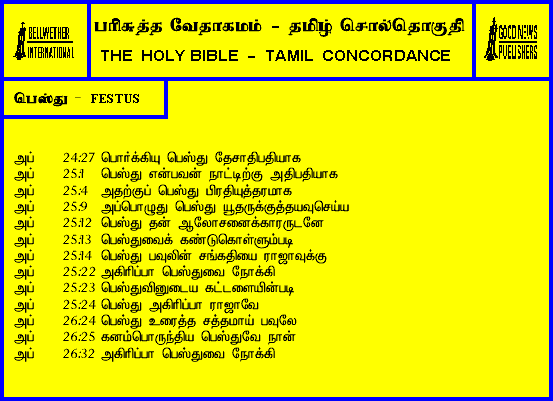 BELLWETHER
INTERNATIONAL
பரிசுத்த வேதாகமம் - தமிழ் சொல்தொகுதி
THE HOLY BIBLE - TAMIL CONCORDANCE
GOOD NEWS
PUBLISHERS
பெஸ்து - FESTUS
அப் 24:27 பொர்க்கியு பெஸ்து தேசாதிபதியாக
அப் 25:1 பெஸ்து என்பவன் நாட்டிற்கு அதிபதியாக
அப் 25:4 அதற்குப் பெஸ்து பிரதியுத்தரமாக
அப் 25:9 அப்பொழுது பெஸ்து யூதருக்குத்தயவுசெய்ய
அப் 25:12 பெஸ்து தன் ஆலோசனைக்காரருடனே
அப் 25:13 பெஸ்துவைக் கண்டுகொள்ளும்படி
அப் 25:14 பெஸ்து பவுலின் சங்கதியை ராஜாவுக்கு
அப் 25:22 அகிரிப்பா பெஸ்துவை நோக்கி
அப் 25:23 பெஸ்துவினுடைய கட்டளையின்படி
அப் 25:24 பெஸ்து அகிரிப்பா ராஜாவே
அப் 26:24 பெஸ்து உரைத்த சத்தமாய் பவுலே
அப் 26:25 கனம்பொருந்திய பெஸ்துவே நான்
அப் 26:32 அகிரிப்பா பெஸ்துவை நோக்கி